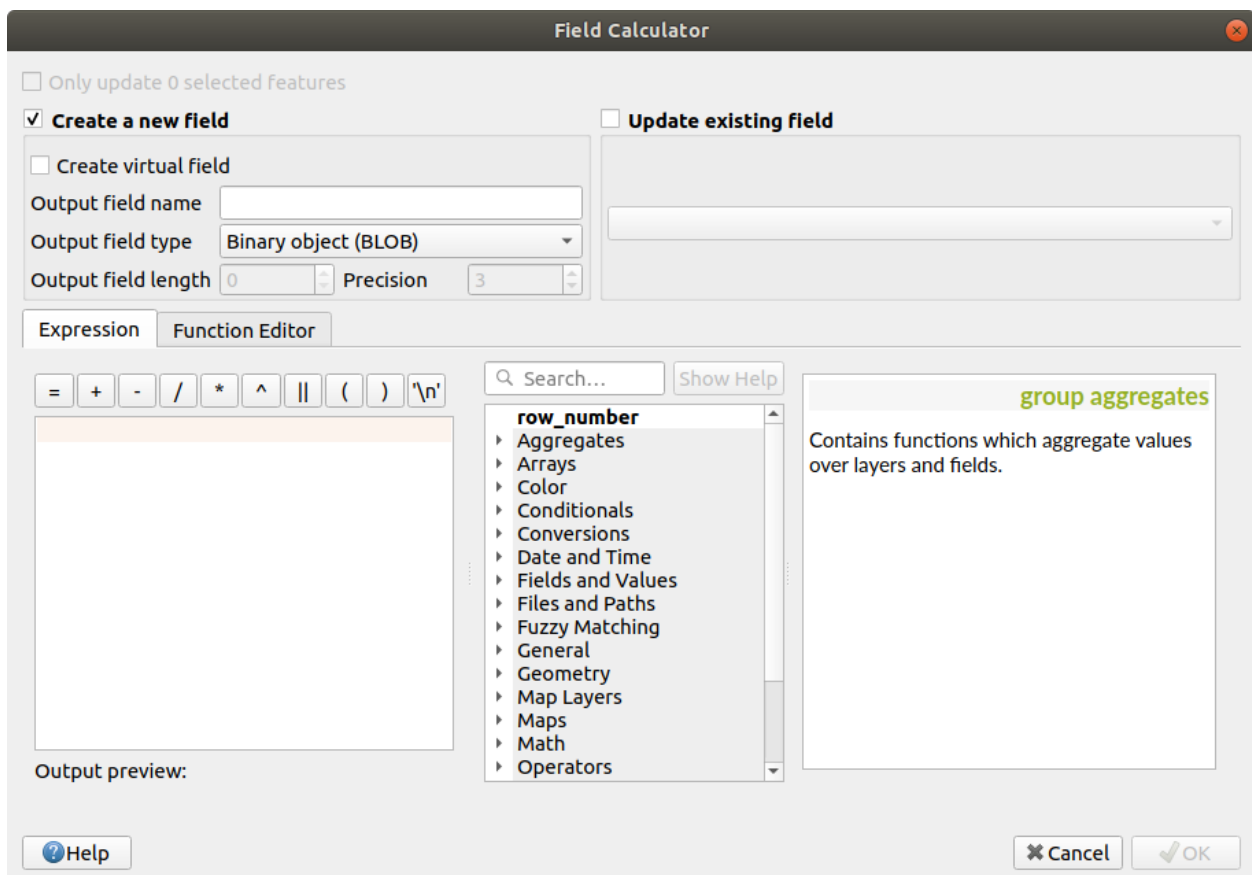 Field Calculator
Only update 0 selected features
Create a new field
Update existing field
Create virtual field
Output field name
Output field type Binary object (BLOB)
Output field length 0 Precision 3
Expression Function Editor
= + - / * ^ || ( ) '\n'
Search... Show Help
row_number
Aggregates
Arrays
Color
Conditionals
Conversions
Date and Time
Fields and Values
Files and Paths
Fuzzy Matching
General
Geometry
Map Layers
Maps
Math
Operators
group aggregates
Contains functions which aggregate values
over layers and fields.
Output preview:
Help Cancel OK